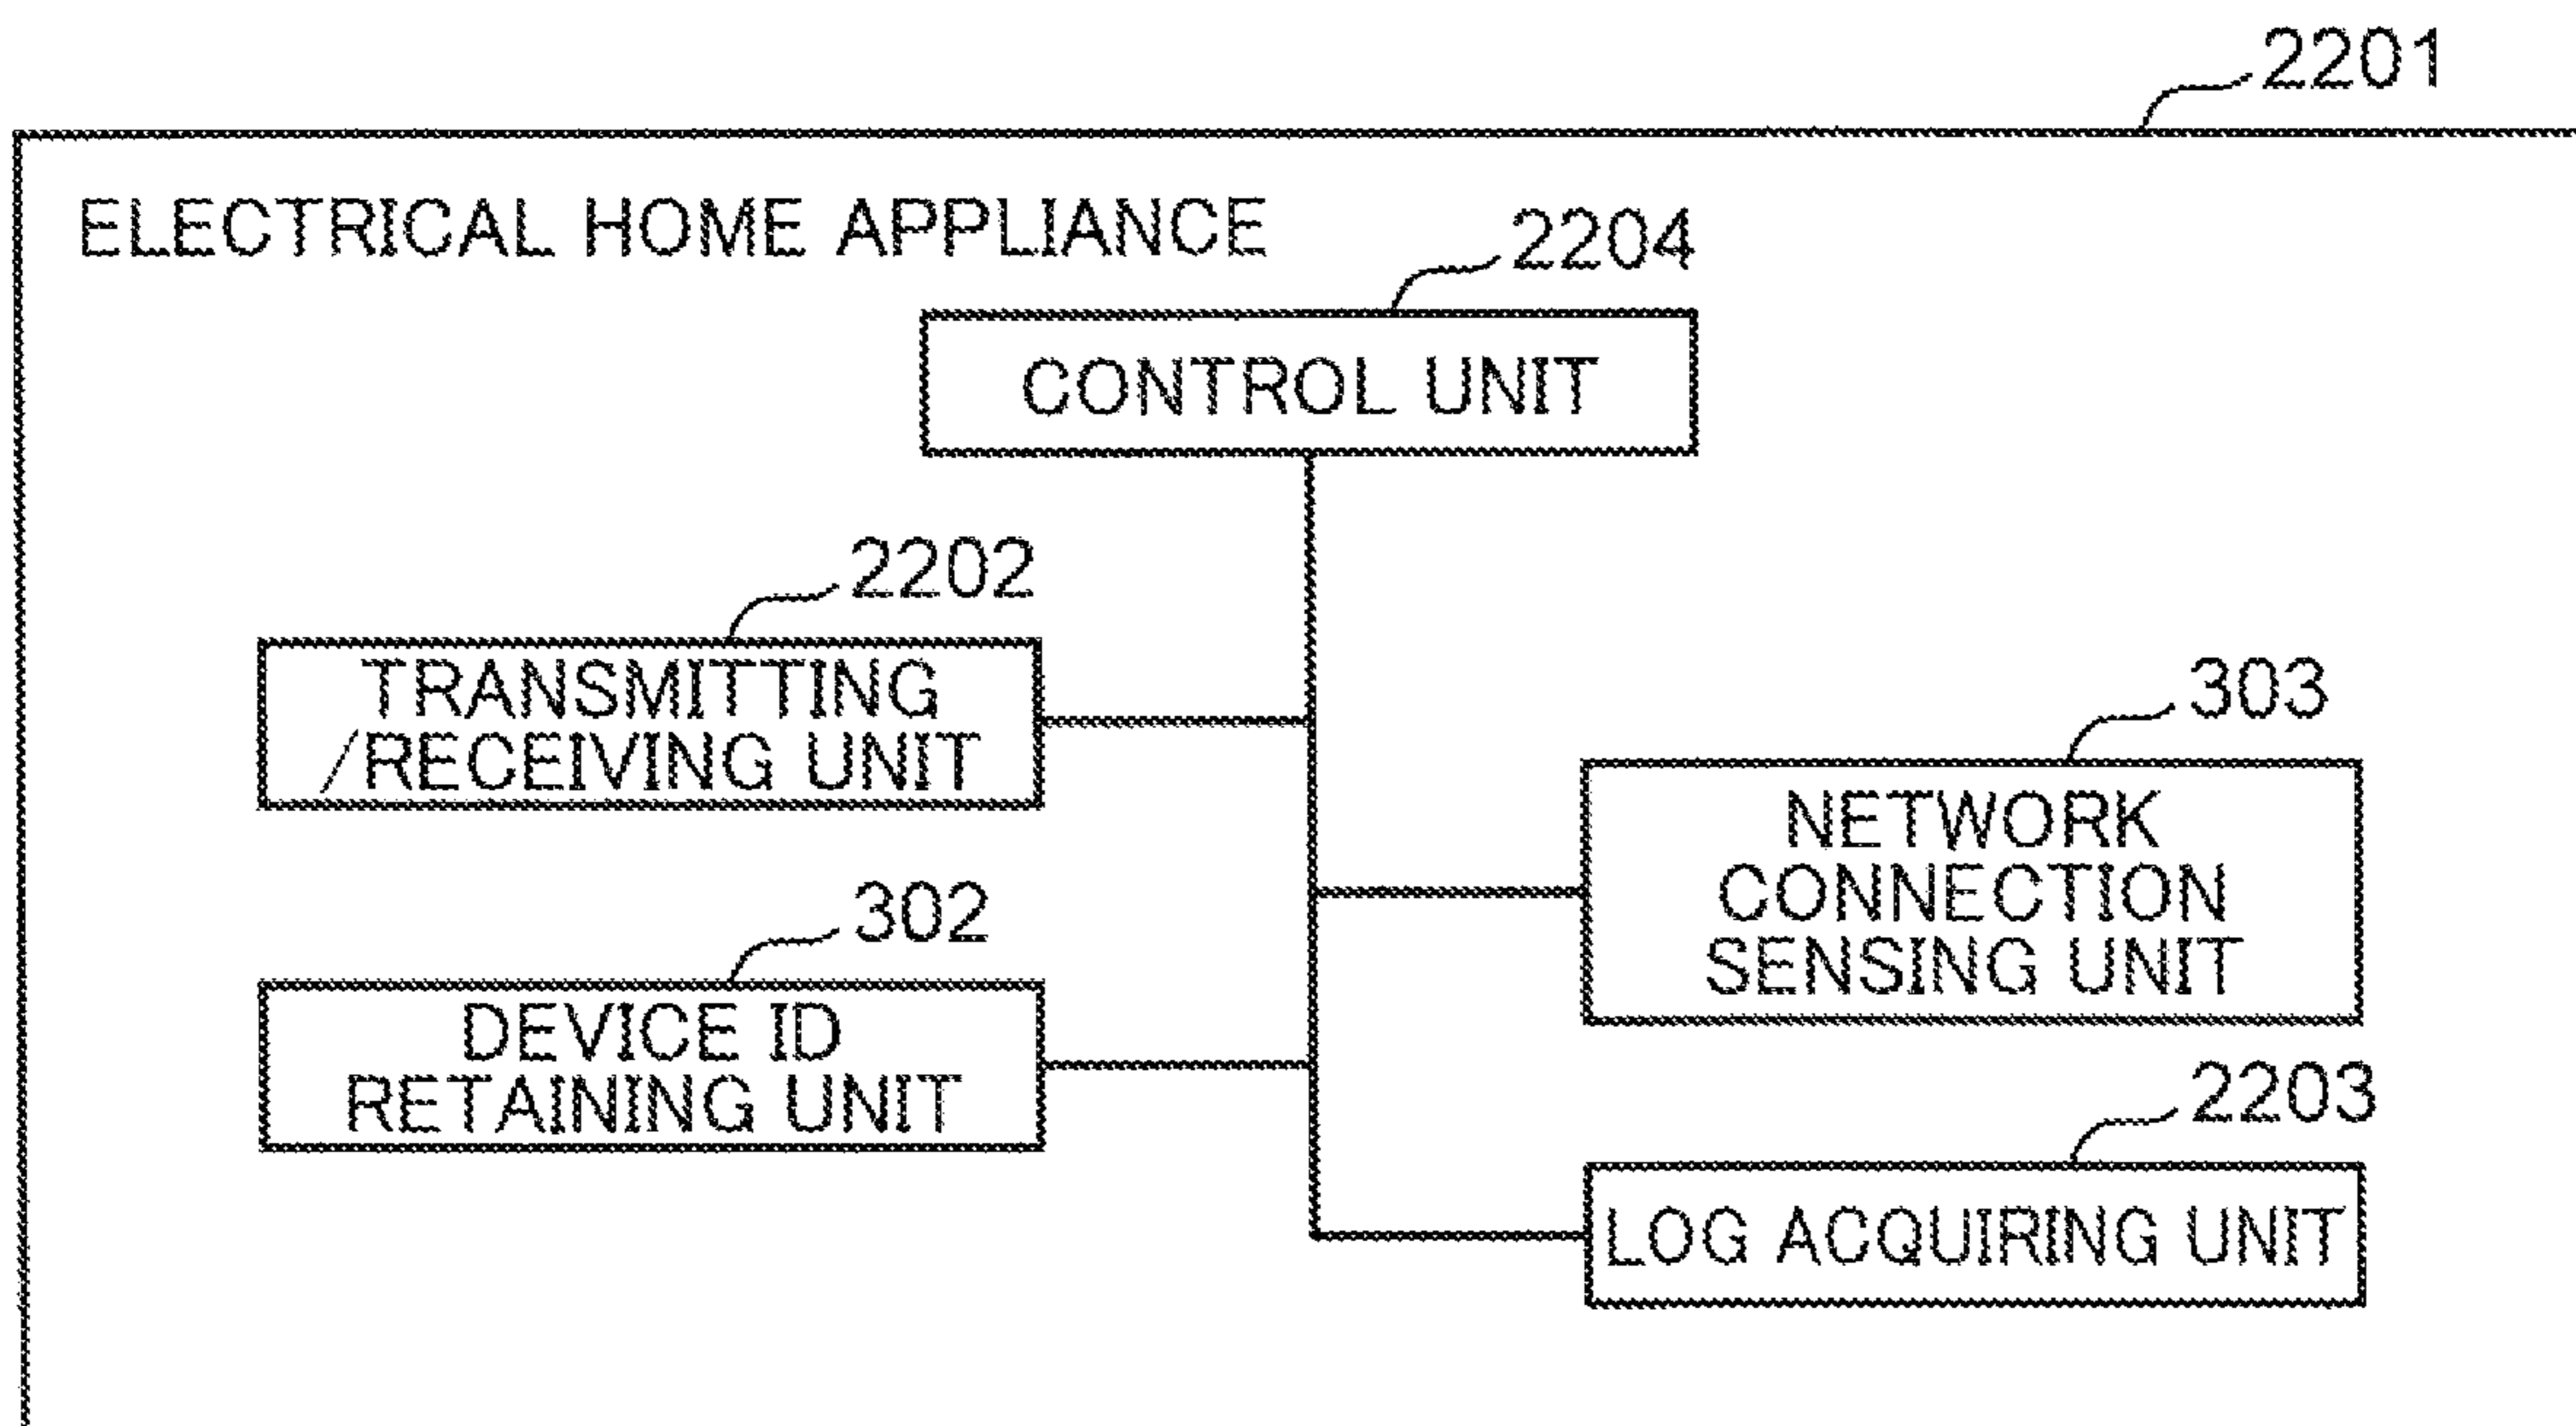 2201
ELECTRICAL HOME APPLIANCE
2204
CONTROL UNIT
2202
TRANSMITTING
/RECEIVING UNIT
303
NETWORK
CONNECTION
SENSING UNIT
302
DEVICE ID
RETAINING UNIT
2203
LOG ACQUIRING UNIT